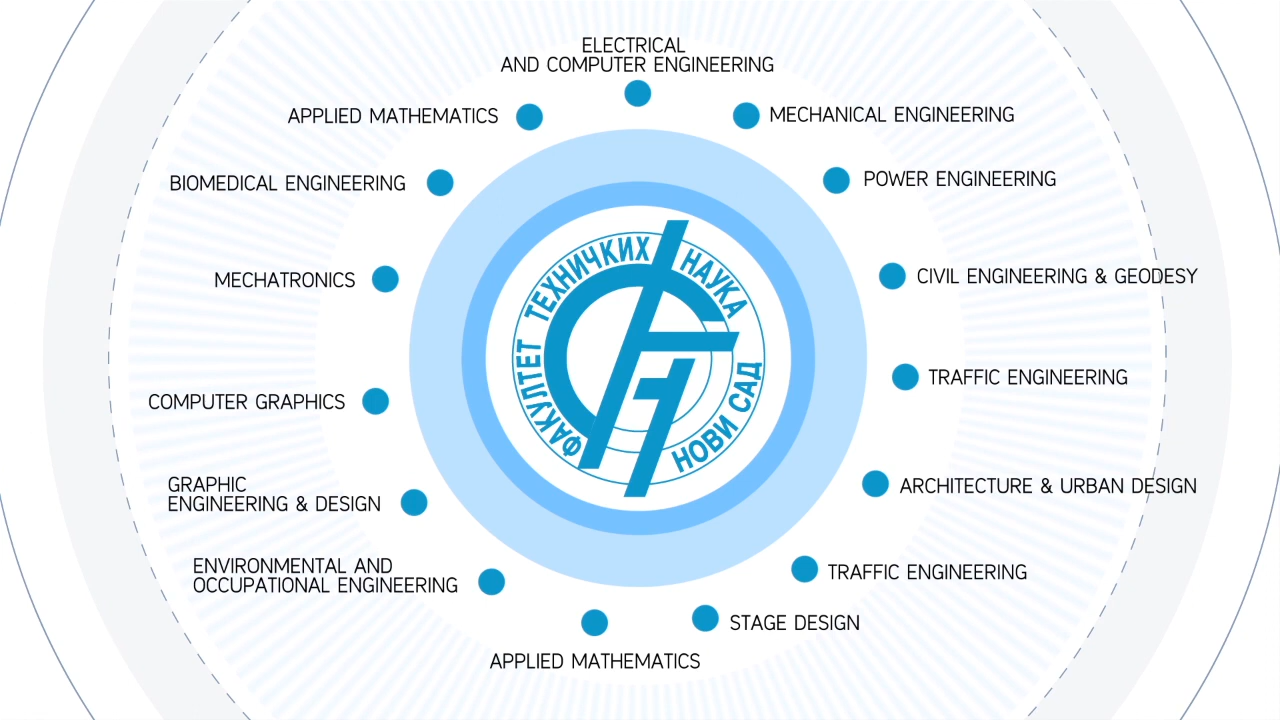 ELECTRICAL
AND COMPUTER ENGINEERING
APPLIED MATHEMATICS
MECHANICAL ENGINEERING
BIOMEDICAL ENGINEERING
POWER ENGINEERING
MECHATRONICS
CIVIL ENGINEERING & GEODESY
ФАКУЛТЕТ ТЕХНИЧКИХ НАУКА
НОВИ САД
COMPUTER GRAPHICS
TRAFFIC ENGINEERING
GRAPHIC
ENGINEERING & DESIGN
ARCHITECTURE & URBAN DESIGN
ENVIRONMENTAL AND
OCCUPATIONAL ENGINEERING
TRAFFIC ENGINEERING
STAGE DESIGN
APPLIED MATHEMATICS